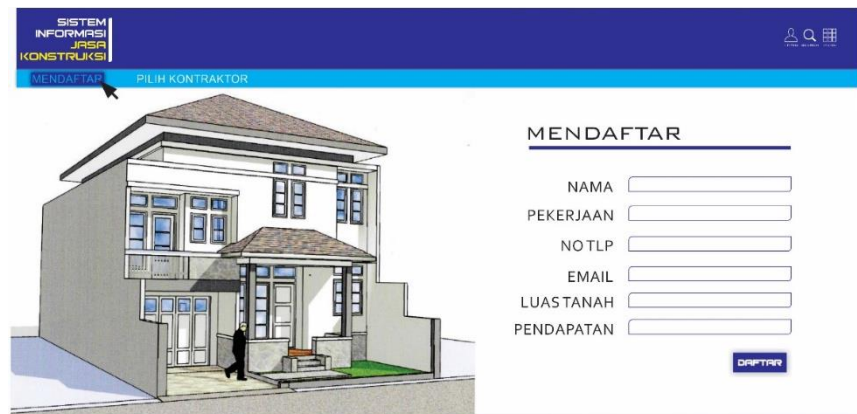 SISTEM
INFORMASI
JASA
KONSTRUKSI
MENDAFTAR
PILIH KONTRAKTOR
MENDAFTAR
NAMA
PEKERJAAN
NO TLP
EMAIL
LUAS TANAH
PENDAPATAN
DAFTAR